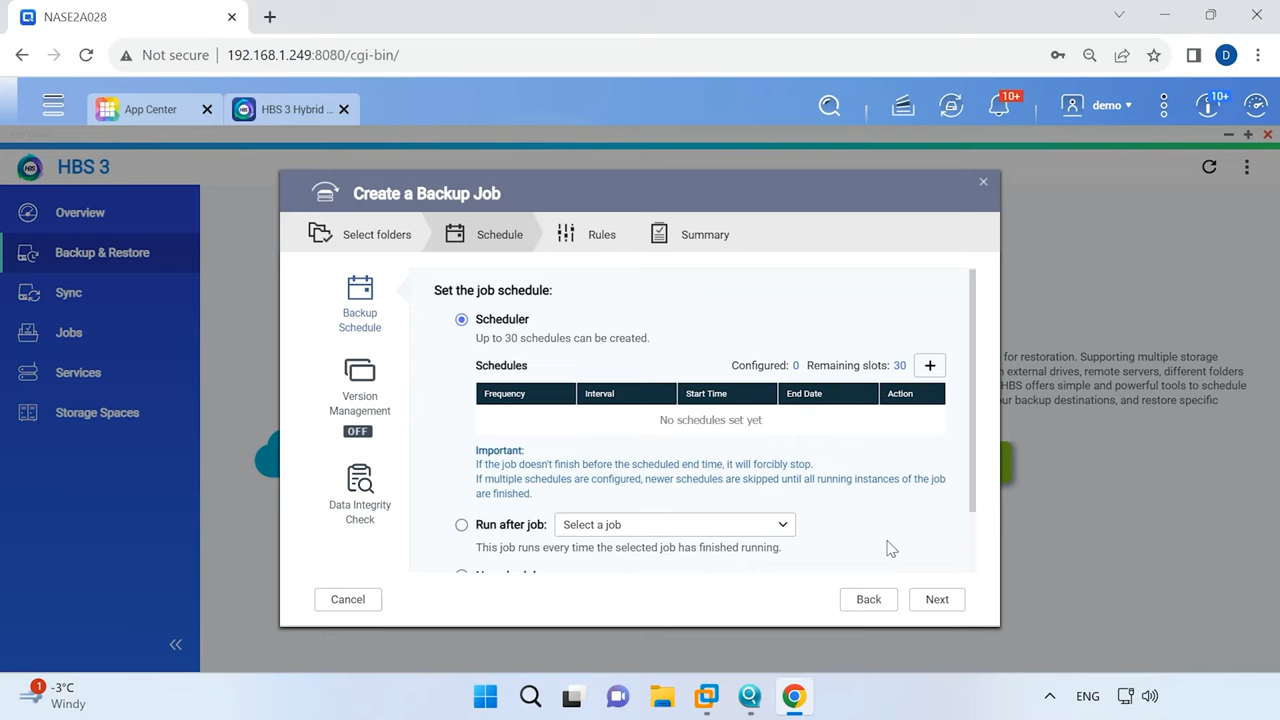 NASE2A028
Not secure
192.168.1.249:8080/cgi-bin/
D
App Center
HBS 3 Hybrid ...
10+
demo
10+
HBS 3
Overview
Backup & Restore
Sync
Jobs
Services
Storage Spaces
Create a Backup Job
Select folders
Schedule
Rules
Summary
Backup
Schedule
Version
Management
OFF
Data Integrity
Check
Set the job schedule:
Scheduler
Up to 30 schedules can be created.
Schedules
Configured: 0 Remaining slots: 30
Frequency
Interval
Start Time
End Date
Action
No schedules set yet
Important:
If the job doesn't finish before the scheduled end time, it will forcibly stop.
If multiple schedules are configured, newer schedules are skipped until all running instances of the job
are finished.
Run after job:
Select a job
This job runs every time the selected job has finished running.
for restoration. Supporting multiple storage
external drives, remote servers, different folders
HBS offers simple and powerful tools to schedule
backup destinations, and restore specific
Cancel
Back
Next
1
-3°C
Windy
ENG